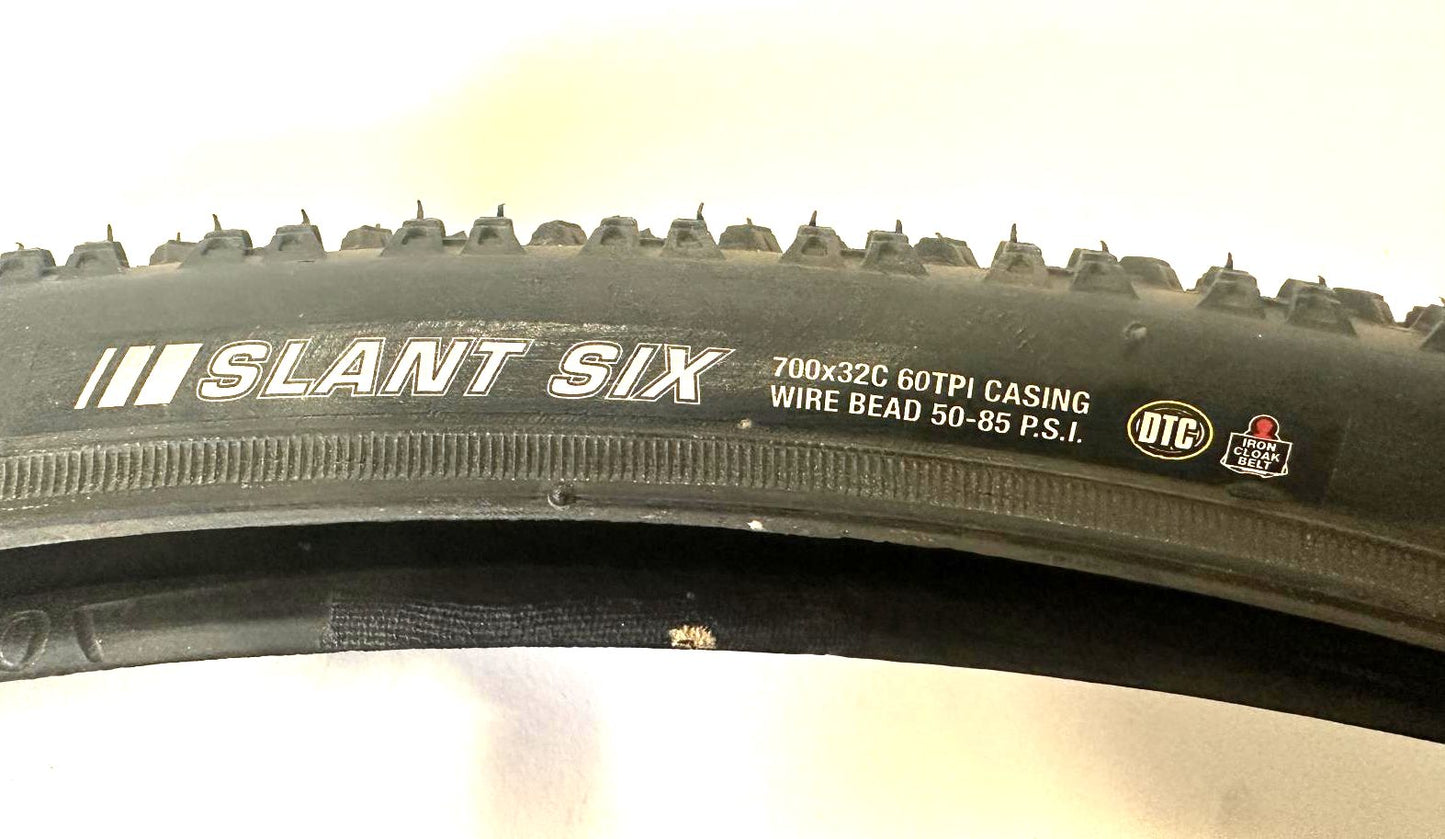 SLANT SIX
700x32C 60TPI CASING
WIRE BEAD 50-85 P.S.I.
DTC
IRON
CLOAK
BELT